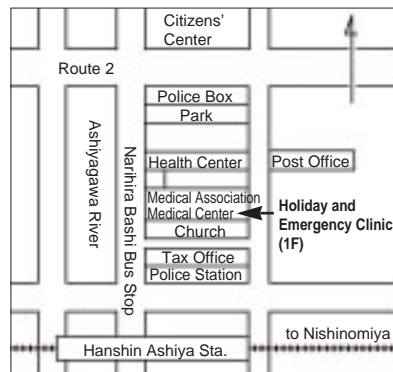 Citizens'
Center
Route 2
Police Box
Park
Ashiyagawa River
Narihira Bashi Bus Stop
Health Center
Post Office
Medical Association
Medical Center
Holiday and
Emergency Clinic
(1F)
Church
Tax Office
Police Station
to Nishinomiya
Hanshin Ashiya Sta.